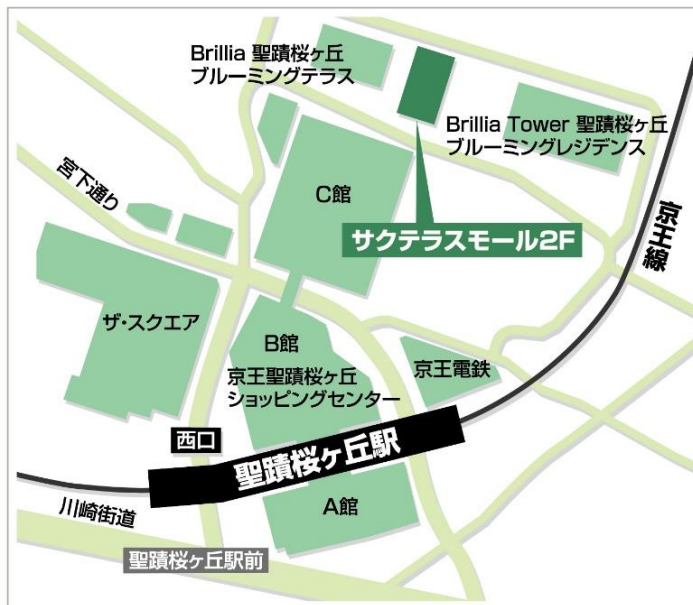 Brillia 聖蹟桜ヶ丘
ブルーミングテラス
Brillia Tower 聖蹟桜ヶ丘
ブルーミングレジデンス
宮下通り
C館
サクテラスモール2F
京王線
ザ・スクエア
B館
京王聖蹟桜ヶ丘
ショッピングセンター
京王電鉄
西口
聖蹟桜ヶ丘駅
A館
川崎街道
聖蹟桜ヶ丘駅前